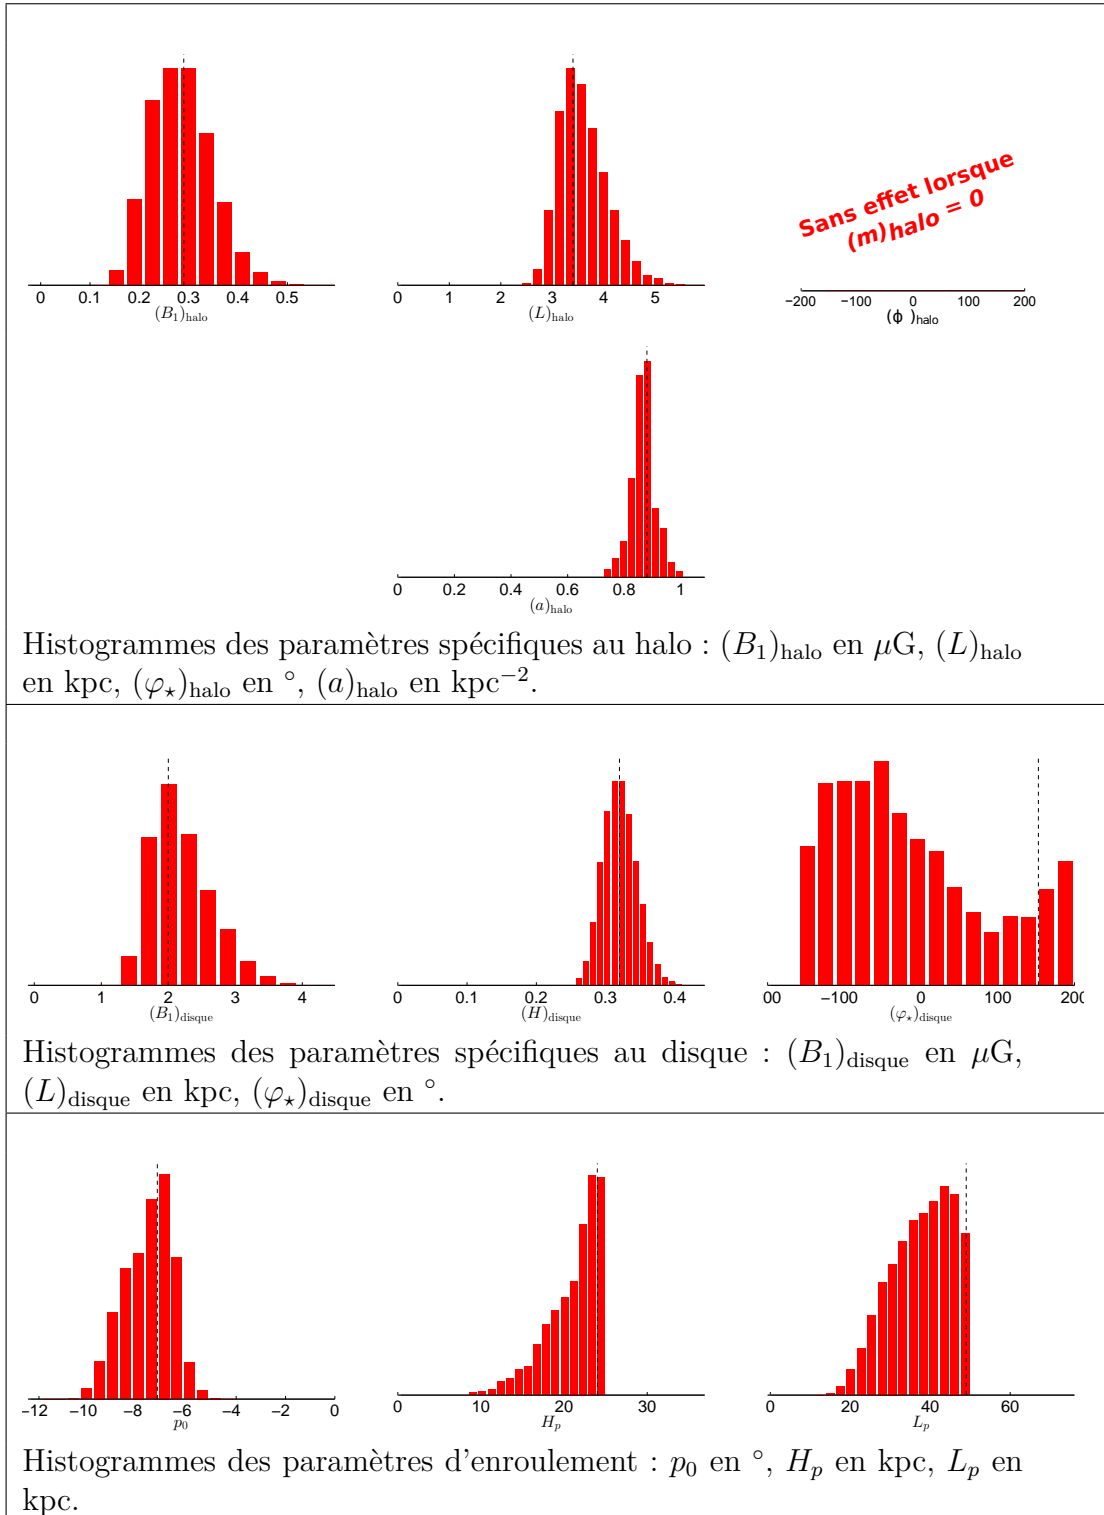 0 0.1 0.2 0.3 0.4 0.5
(B₁)halo
0 1 2 3 4 5
(L)halo
Sans effet lorsque
(m)halo = 0
−200 −100 0 100 200
(ϕ )halo
0 0.2 0.4 0.6 0.8 1
(a)halo
Histogrammes des paramètres spécifiques au halo : (B₁)halo en μG, (L)halo
en kpc, (φ⋆)halo en °, (a)halo en kpc⁻².
0 1 2 3 4
(B₁)disque
0 0.1 0.2 0.3 0.4
(H)disque
00 −100 0 100 200
(φ⋆)disque
Histogrammes des paramètres spécifiques au disque : (B₁)disque en μG,
(L)disque en kpc, (φ⋆)disque en °.
−12 −10 −8 −6 −4 −2 0
p₀
0 10 20 30
Hₚ
0 20 40 60
Lₚ
Histogrammes des paramètres d'enroulement : p₀ en °, Hₚ en kpc, Lₚ en
kpc.